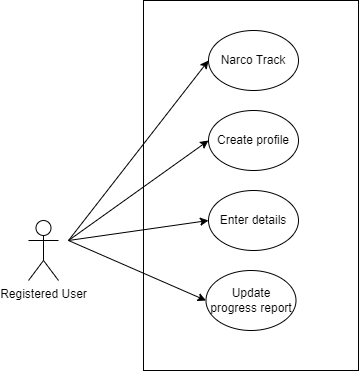 Narco Track
Create profile
Enter details
Update
progress report
Registered User